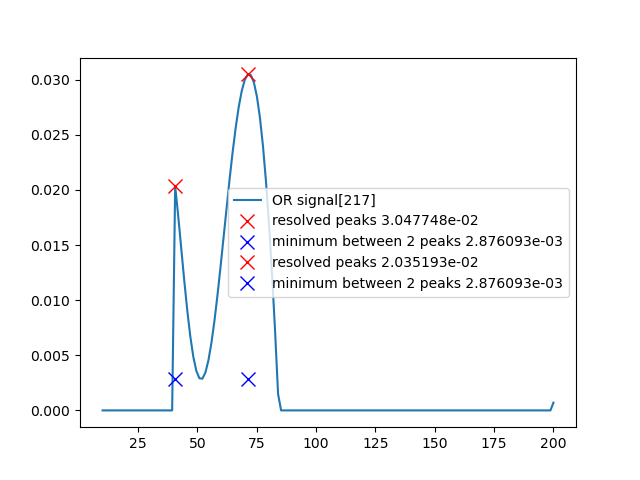 0.030
0.025
0.020
0.015
0.010
0.005
0.000
OR signal[217]
resolved peaks 3.047748e-02
minimum between 2 peaks 2.876093e-03
resolved peaks 2.035193e-02
minimum between 2 peaks 2.876093e-03
25 50 75 100 125 150 175 200